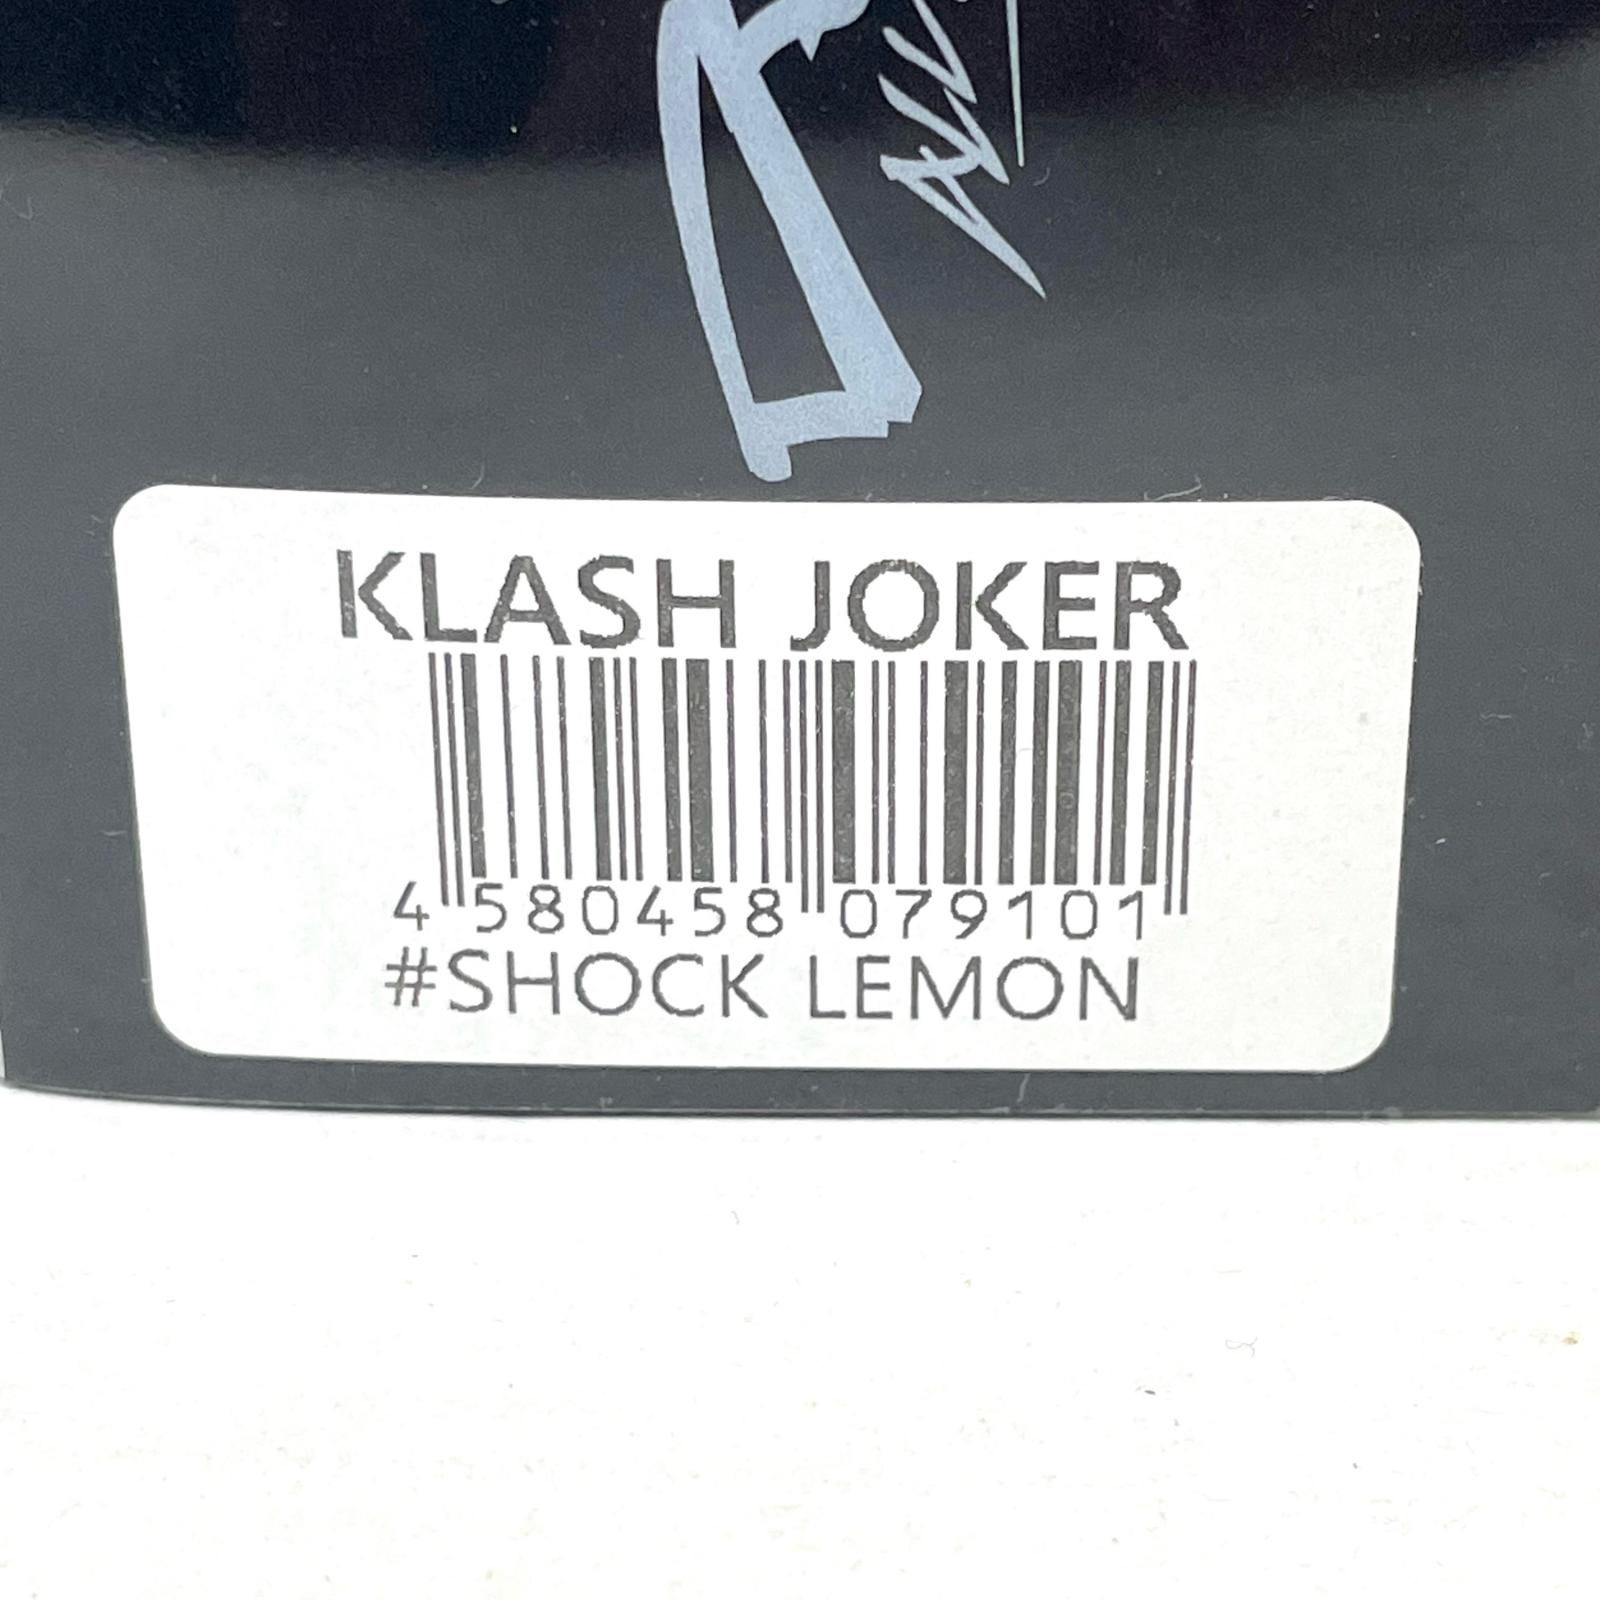 KLASH JOKER
4 580458 079101
#SHOCK LEMON